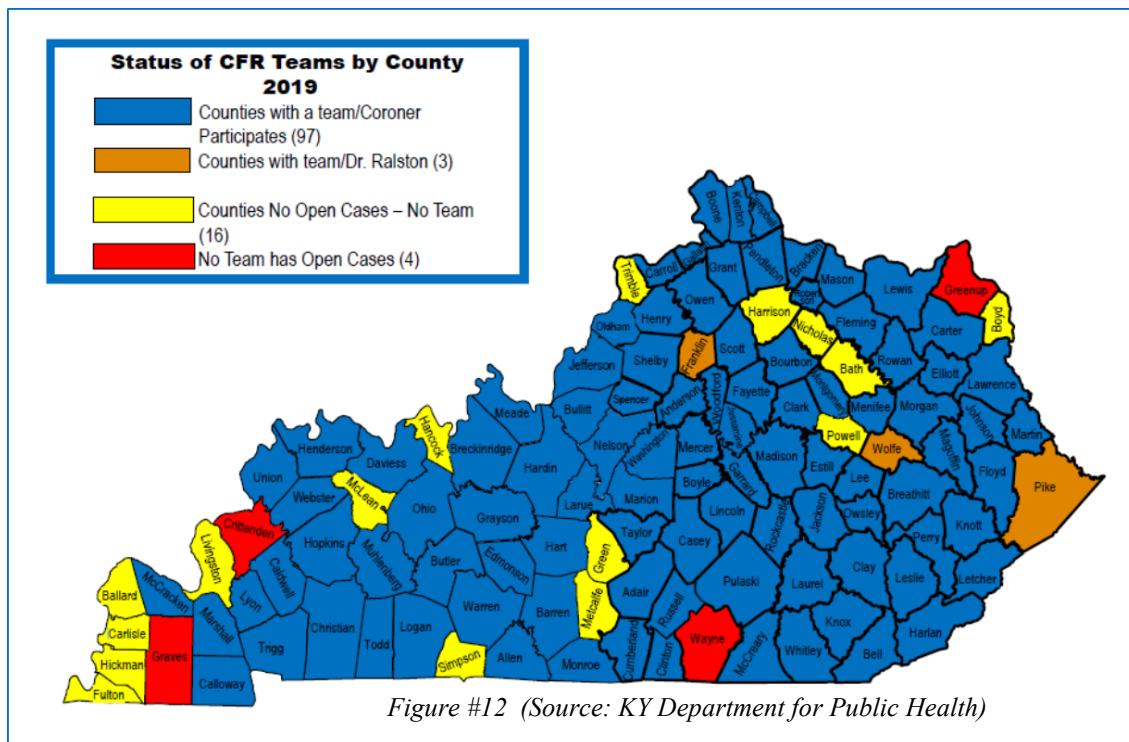 Status of CFR Teams by County
2019
Counties with a team/Coroner
Participates (97)
Counties with team/Dr. Ralston (3)
Counties No Open Cases – No Team
(16)
No Team has Open Cases (4)
Boone
Kenton
Campbell
Trimble
Carroll
Gallatin
Grant
Pendleton
Bracken
Mason
Robert
son
Lewis
Greenup
Boyd
Oldham
Henry
Owen
Harrison
Nicholas
Fleming
Carter
Jefferson
Shelby
Franklin
Scott
Bourbon
Bath
Rowan
Elliott
Lawrence
Meade
Bullitt
Spencer
Anderson
Woodford
Fayette
Clark
Montgomery
Menifee
Morgan
Johnson
Martin
Hancock
Breckinridge
Hardin
Nelson
Washington
Mercer
Jessamine
Madison
Powell
Wolfe
Magoffin
Floyd
Pike
Henderson
Daviess
Union
Webster
McLean
Ohio
Grayson
Larue
Marion
Boyle
Garrard
Estill
Lee
Breathitt
Knott
Crittenden
Hopkins
Muhlenberg
Butler
Edmonson
Hart
Green
Taylor
Casey
Lincoln
Rockcastle
Jackson
Owsley
Perry
Letcher
Livingston
Caldwell
Lyon
Warren
Barren
Metcalfe
Adair
Russell
Pulaski
Laurel
Clay
Leslie
Ballard
McCracken
Marshall
Trigg
Christian
Todd
Logan
Simpson
Allen
Monroe
Cumberland
Clinton
Wayne
McCreary
Whitley
Knox
Bell
Harlan
Carlisle
Hickman
Fulton
Graves
Calloway
Figure #12 (Source: KY Department for Public Health)